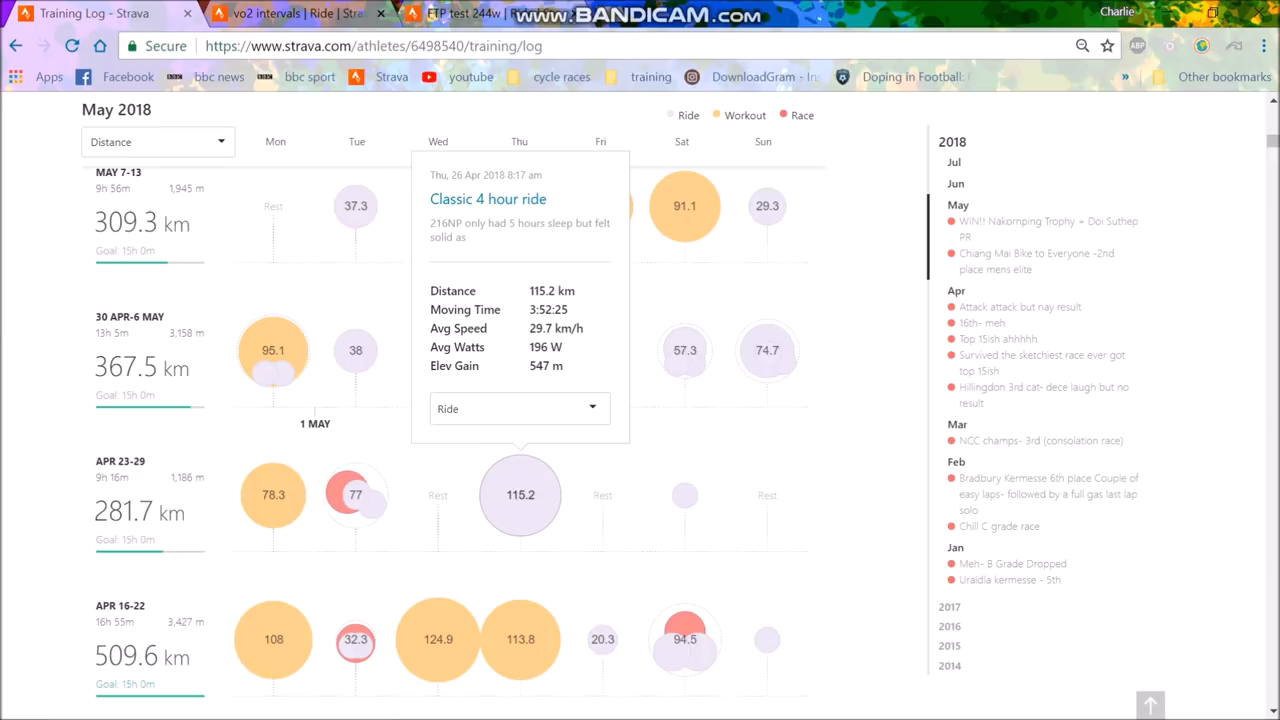 Training Log - Strava
vo2 intervals | Ride | Stra
FTP test 244w | Ride
www.BANDICAM.com
Charlie
Secure
https://www.strava.com/athletes/6498540/training/log
ABP
Apps
Facebook
bbc news
bbc sport
Strava
youtube
cycle races
training
DownloadGram - In
Doping in Football
»
Other bookmarks
May 2018
Ride
Workout
Race
Distance
Mon
Tue
Wed
Thu
Fri
Sat
Sun
MAY 7-13
9h 56m
1,945 m
309.3 km
Goal: 15h 0m
Rest
37.3
91.1
29.3
Thu, 26 Apr 2018 8:17 am
Classic 4 hour ride
216NP only had 5 hours sleep but felt
solid as
Distance 115.2 km
Moving Time 3:52:25
Avg Speed 29.7 km/h
Avg Watts 196 W
Elev Gain 547 m
Ride
30 APR-6 MAY
13h 5m
3,158 m
367.5 km
Goal: 15h 0m
95.1
38
57.3
74.7
1 MAY
APR 23-29
9h 16m
1,186 m
281.7 km
Goal: 15h 0m
78.3
77
Rest
115.2
Rest
Rest
APR 16-22
16h 55m
3,427 m
509.6 km
Goal: 15h 0m
108
32.3
124.9
113.8
20.3
94.5
2018
Jul
Jun
May
WIN!! Nakornping Trophy + Doi Suthep
PR
Chiang Mai Bike to Everyone -2nd
place mens elite
Apr
Attack attack but nay result
16th- meh
Top 15ish ahhhhh
Survived the sketchiest race ever got
top 15ish
Hillingdon 3rd cat- dece laugh but no
result
Mar
NCC champs- 3rd (consolation race)
Feb
Bradbury Kermesse 6th place Couple of
easy laps- followed by a full gas last lap
solo
Chill C grade race
Jan
Meh- B Grade Dropped
Uraidla kermesse - 5th
2017
2016
2015
2014